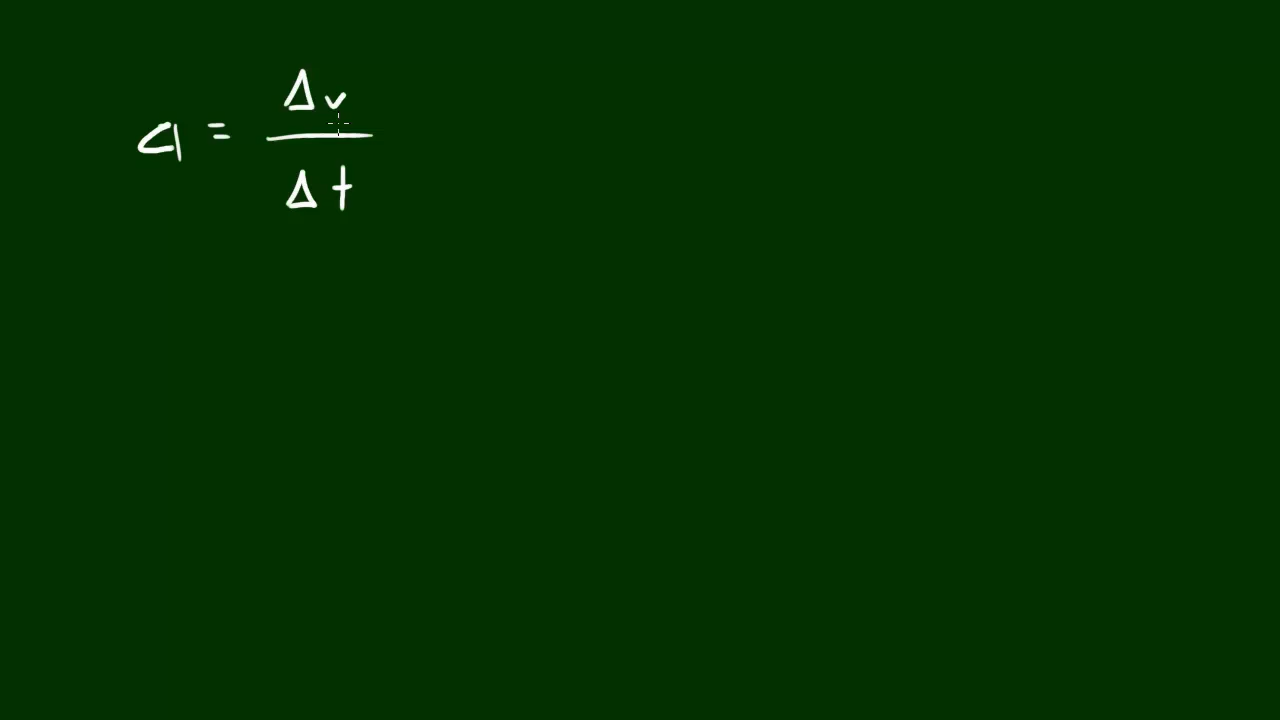 a = Δv / Δt